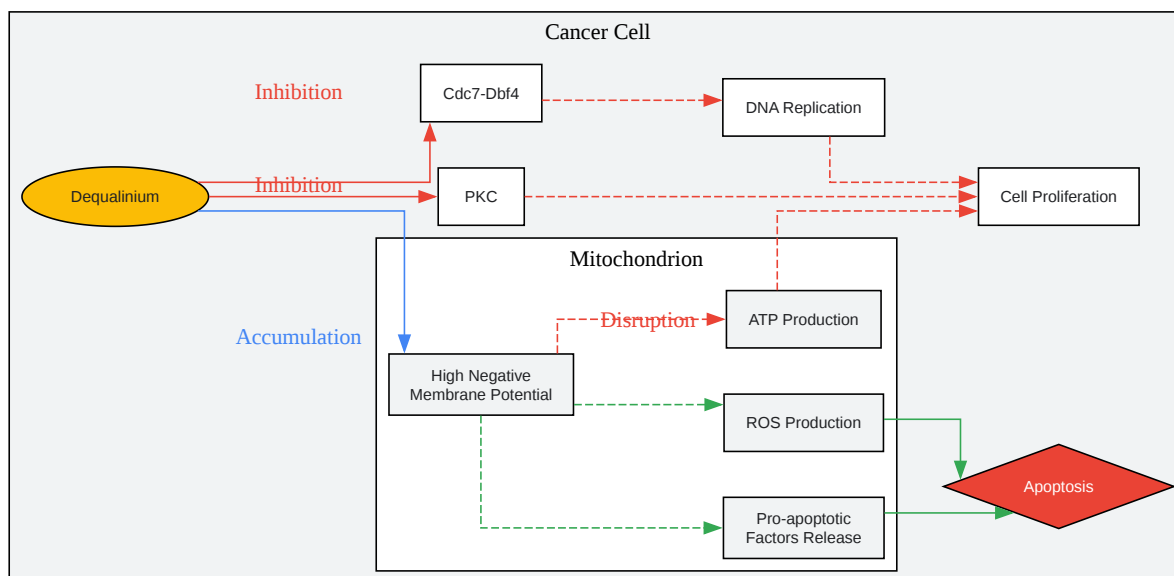 Cancer Cell
Inhibition
Cdc7-Dbf4
DNA Replication
Dequalinium
Inhibition
PKC
Cell Proliferation
Mitochondrion
Accumulation
Disruption
ATP Production
High Negative
Membrane Potential
ROS Production
Apoptosis
Pro-apoptotic
Factors Release